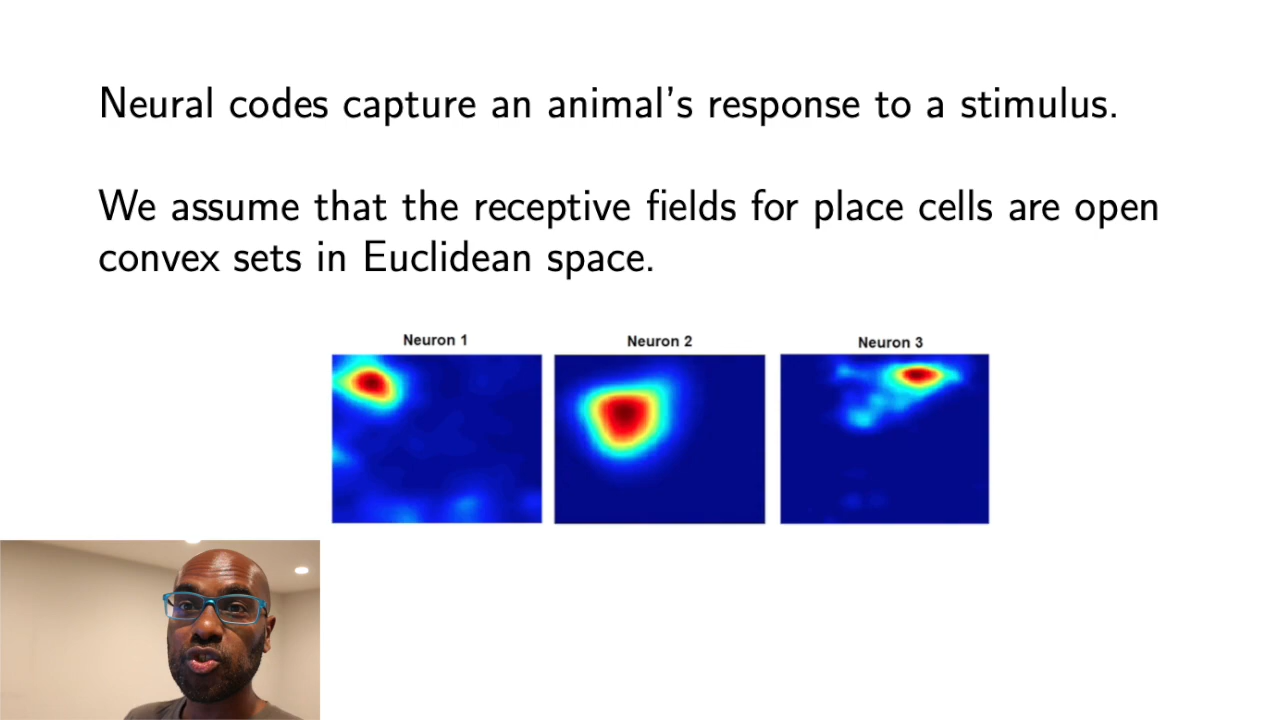 Neural codes capture an animal's response to a stimulus.
We assume that the receptive fields for place cells are open
convex sets in Euclidean space.
Neuron 1
Neuron 2
Neuron 3